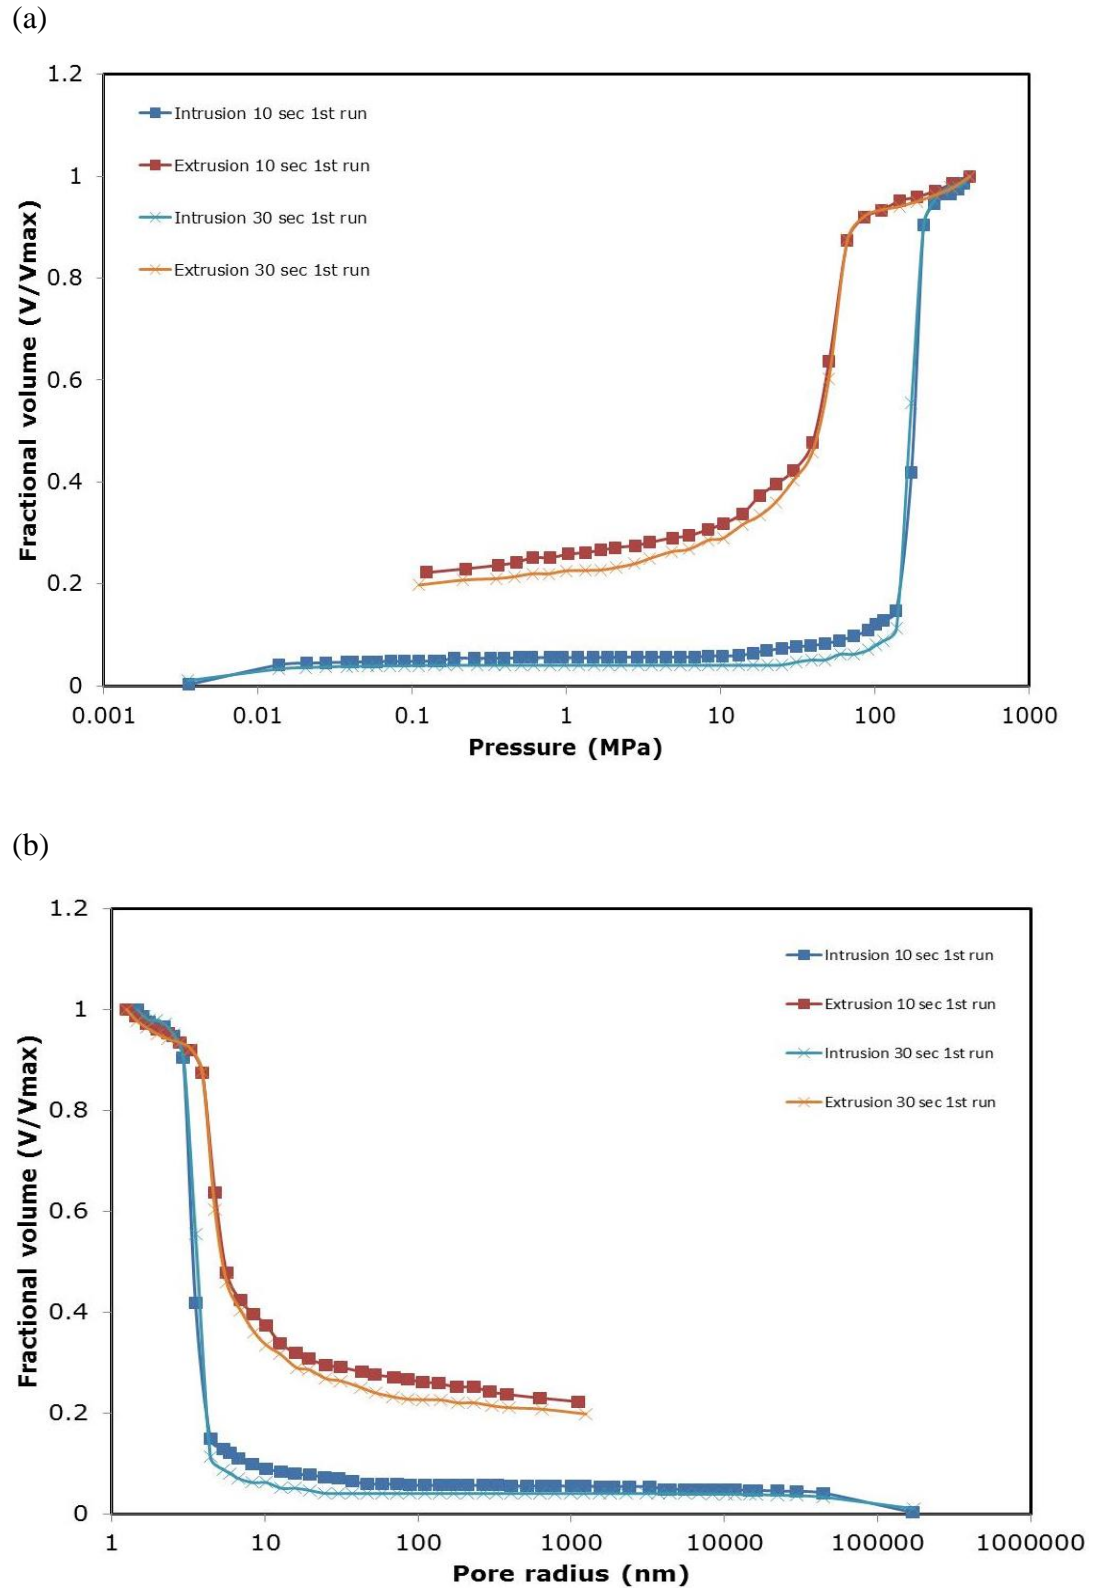 (a)
1.2
1
0.8
0.6
0.4
0.2
0
Fractional volume (V/Vmax)
Intrusion 10 sec 1st run
Extrusion 10 sec 1st run
Intrusion 30 sec 1st run
Extrusion 30 sec 1st run
0.001 0.01 0.1 1 10 100 1000
Pressure (MPa)
(b)
1.2
1
0.8
0.6
0.4
0.2
0
Fractional volume (V/Vmax)
Intrusion 10 sec 1st run
Extrusion 10 sec 1st run
Intrusion 30 sec 1st run
Extrusion 30 sec 1st run
1 10 100 1000 10000 100000 1000000
Pore radius (nm)